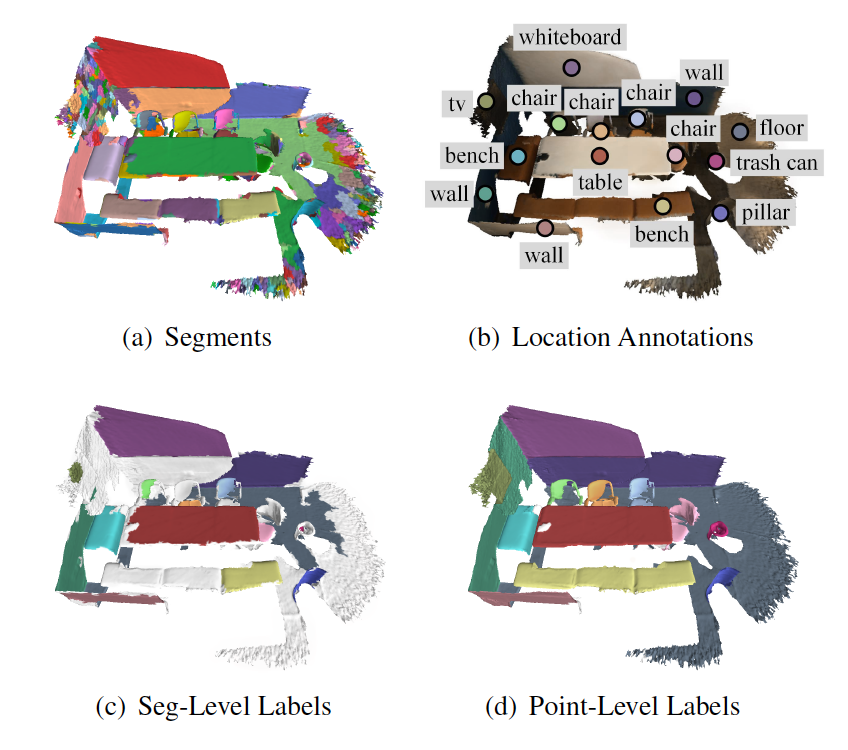 whiteboard
wall
tv
chair
chair
chair
chair
floor
bench
trash can
table
wall
pillar
bench
wall
(a) Segments
(b) Location Annotations
(c) Seg-Level Labels
(d) Point-Level Labels